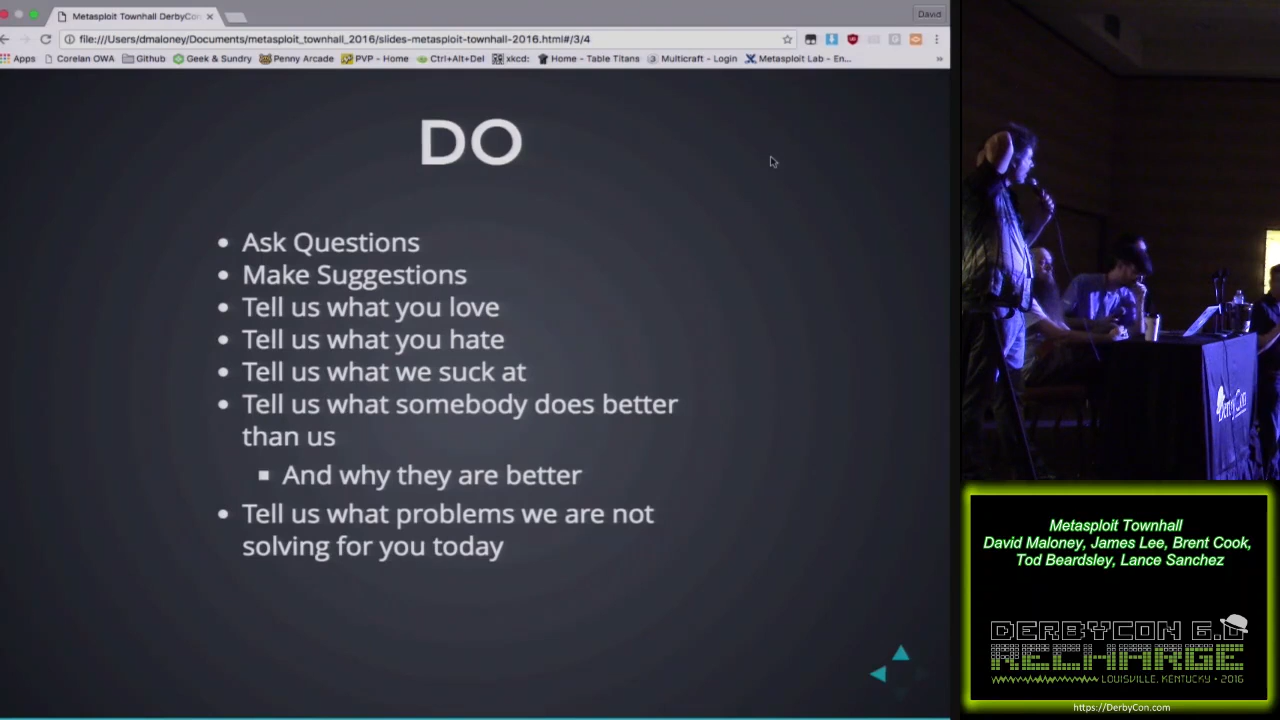 Metasploit Townhall DerbyCon
David
file:///Users/dmaloney/Documents/metasploit_townhall_2016/slides-metasploit-townhall-2016.html#/3/4
Apps Corelan OWA Github Geek & Sundry Penny Arcade PVP - Home Ctrl+Alt+Del xkcd: Home - Table Titans Multicraft - Login Metasploit Lab - En... »
DO
• Ask Questions
• Make Suggestions
• Tell us what you love
• Tell us what you hate
• Tell us what we suck at
• Tell us what somebody does better
than us
▪ And why they are better
• Tell us what problems we are not
solving for you today
DerbyCon
Metasploit Townhall
David Maloney, James Lee, Brent Cook,
Tod Beardsley, Lance Sanchez
DERBYCON 6.0
RECHARGE
LOUISVILLE, KENTUCKY • 2016
https://DerbyCon.com